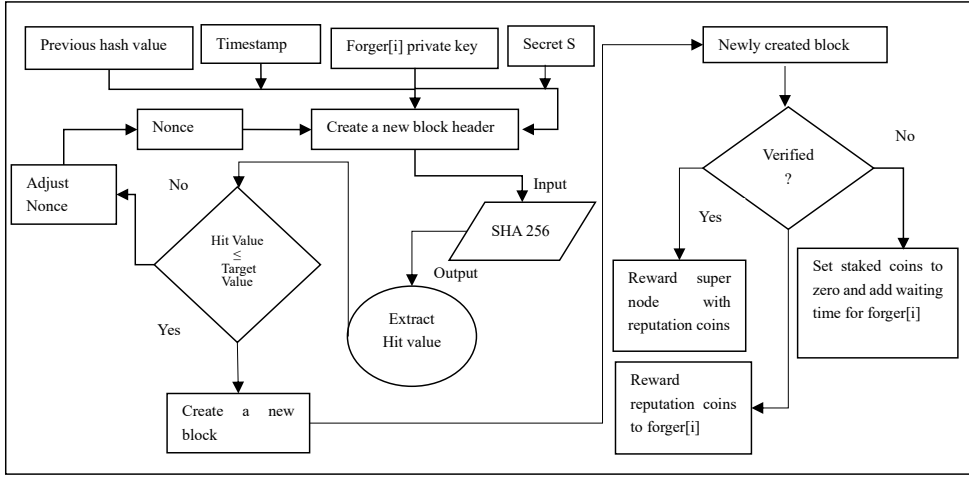 Previous hash value
Timestamp
Forger[i] private key
Secret S
Newly created block
Nonce
Create a new block header
Adjust
Nonce
No
Input
SHA 256
Output
Hit Value
≤
Target
Value
Yes
Extract
Hit value
Create a new
block
Verified
?
No
Yes
Reward super
node with
reputation coins
Set staked coins to
zero and add waiting
time for forger[i]
Reward
reputation coins
to forger[i]